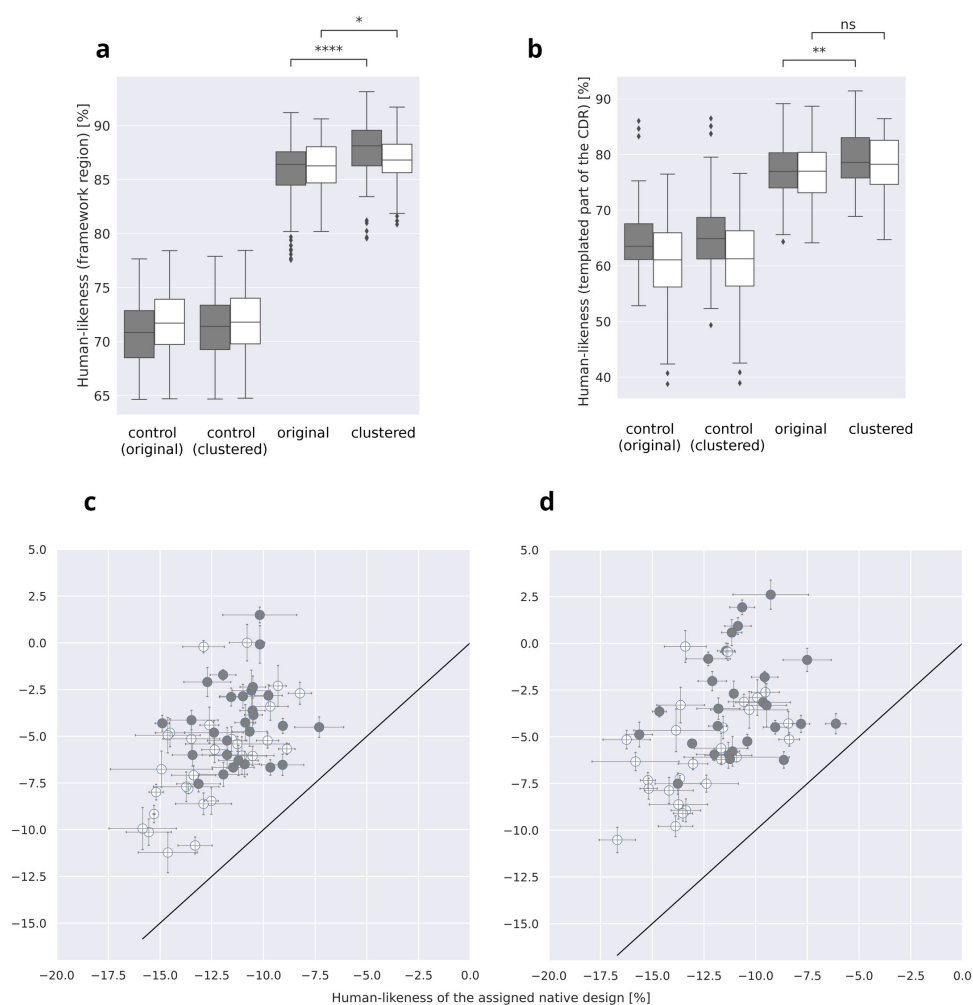 a
*
****
Human-likeness (framework region) [%]
90
85
80
75
70
65
control
(original)
control
(clustered)
original
clustered
b
ns
**
Human-likeness (templated part of the CDR) [%]
90
80
70
60
50
40
control
(original)
control
(clustered)
original
clustered
c
5.0
2.5
0.0
−2.5
−5.0
−7.5
−10.0
−12.5
−15.0
−20.0 −17.5 −15.0 −12.5 −10.0 −7.5 −5.0 −2.5 0.0
d
5.0
2.5
0.0
−2.5
−5.0
−7.5
−10.0
−12.5
−15.0
−20.0 −17.5 −15.0 −12.5 −10.0 −7.5 −5.0 −2.5 0.0
Human-likeness of the assigned native design [%]